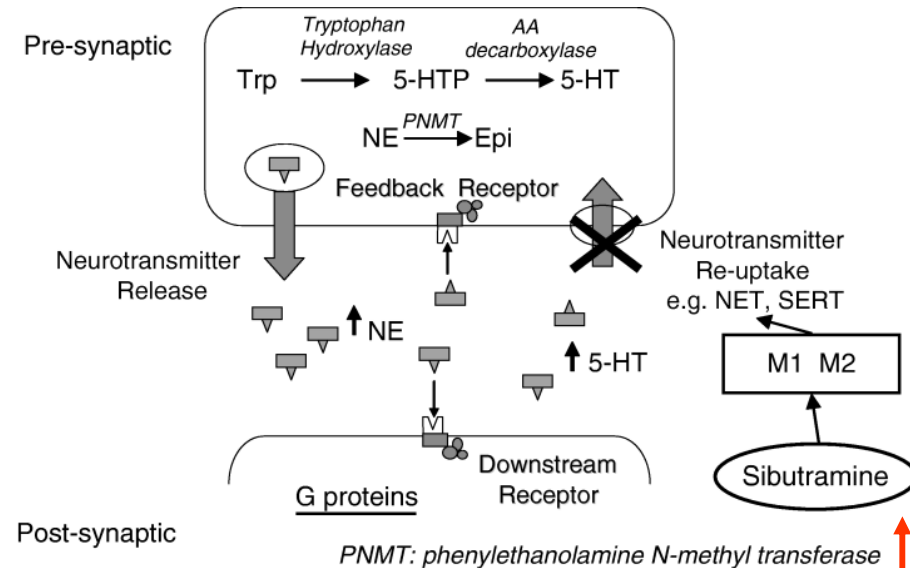 Pre-synaptic
Tryptophan
Hydroxylase
AA
decarboxylase
Trp
5-HTP
5-HT
NE
PNMT
Epi
Feedback Receptor
Neurotransmitter
Release
Neurotransmitter
Re-uptake
e.g. NET, SERT
NE
5-HT
M1 M2
Sibutramine
Downstream
Receptor
G proteins
Post-synaptic
PNMT: phenylethanolamine N-methyl transferase